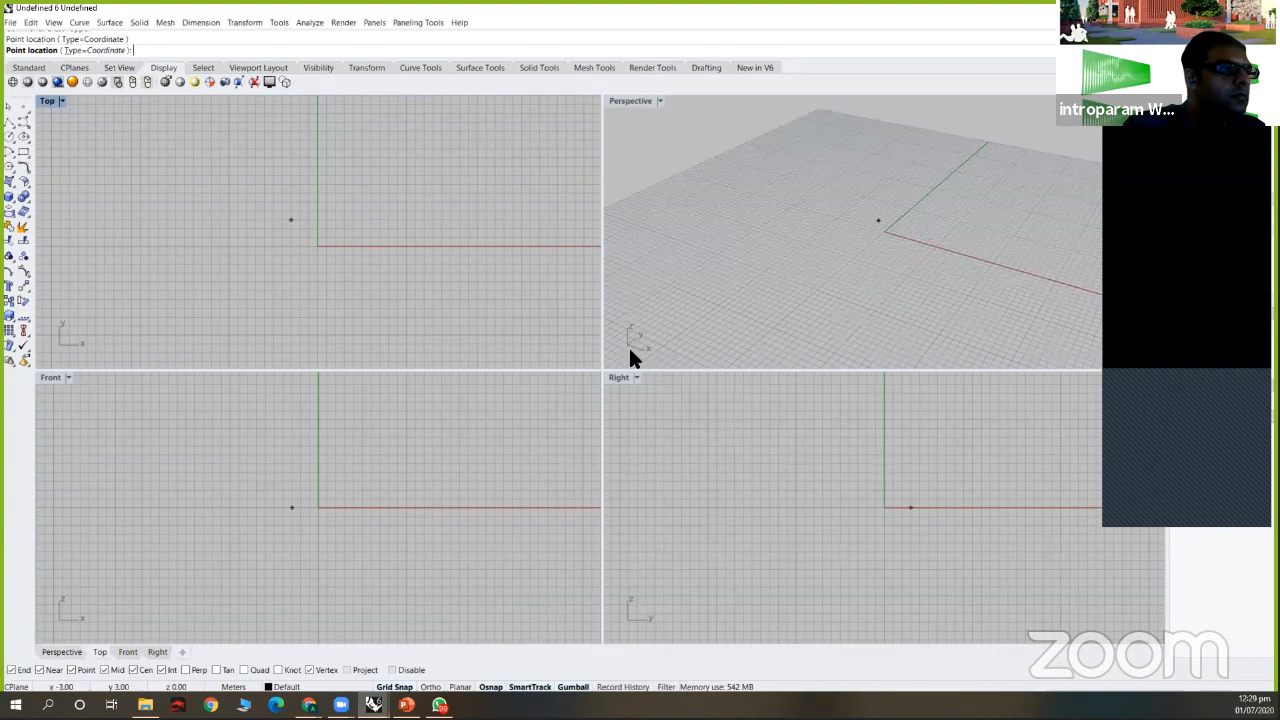 Undefined 6 Undefined
File Edit View Curve Surface Solid Mesh Dimension Transform Tools Analyze Render Panels Paneling Tools Help
Point location ( Type=Coordinate )
Point location ( Type=Coordinate ):
Standard CPlanes Set View Display Select Viewport Layout Visibility Transform Curve Tools Surface Tools Solid Tools Mesh Tools Render Tools Drafting New in V6
introparam W...
Top
Perspective
y
x
z
y
x
Front
Right
z
x
z
y
Perspective Top Front Right
zoom
End Near Point Mid Cen Int Perp Tan Quad Knot Vertex Project Disable
CPlane x -3.00 y 3.00 z 0.00 Meters Default Grid Snap Ortho Planar Osnap SmartTrack Gumball Record History Filter Memory use: 542 MB
12:29 pm
01/07/2020